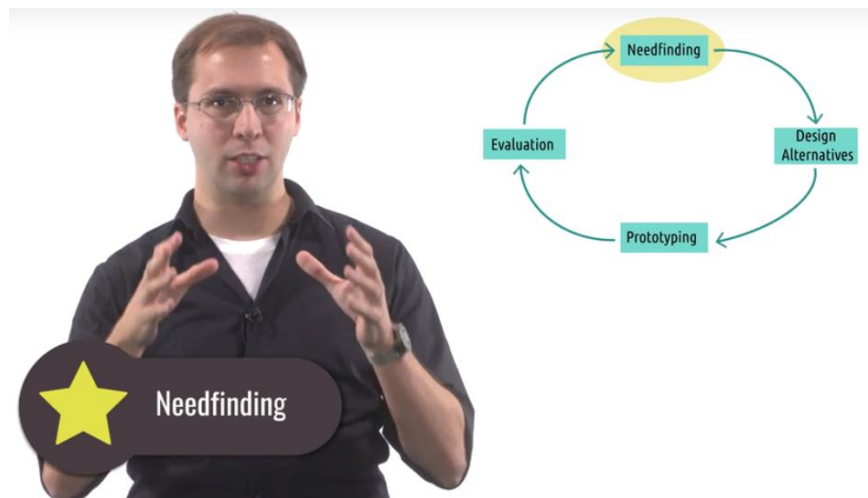 Needfinding
Evaluation
Design
Alternatives
Prototyping
Needfinding